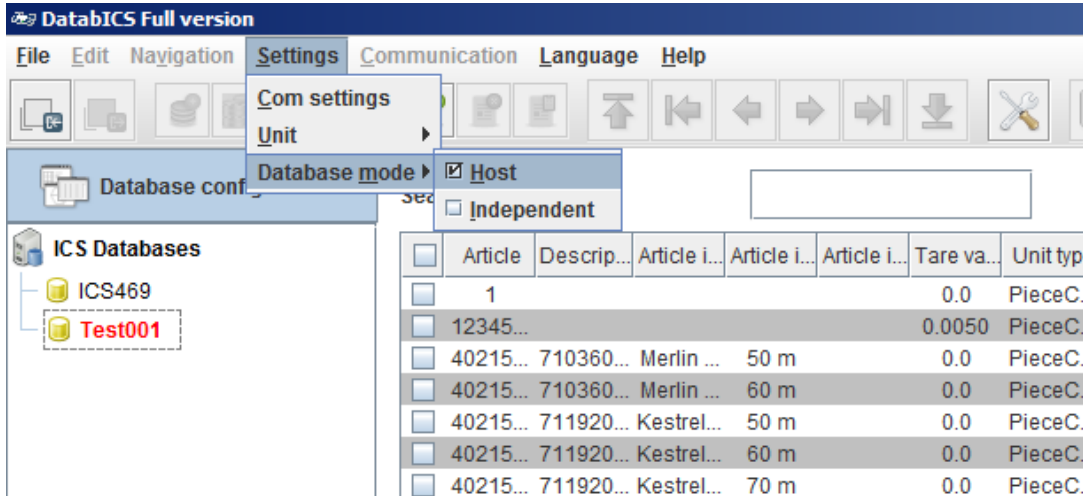 DatabICS Full version
File Edit Navigation Settings Communication Language Help
Com settings
Unit
Database mode
Host
Independent
ICS Databases
ICS469
Test001
Article Descrip... Article i... Article i... Article i... Tare va... Unit typ
1 0.0 PieceC.
12345... 0.0050 PieceC.
40215... 710360... Merlin ... 50 m 0.0 PieceC.
40215... 710360... Merlin ... 60 m 0.0 PieceC.
40215... 711920... Kestrel... 50 m 0.0 PieceC.
40215... 711920... Kestrel... 60 m 0.0 PieceC.
40215... 711920... Kestrel... 70 m 0.0 PieceC.